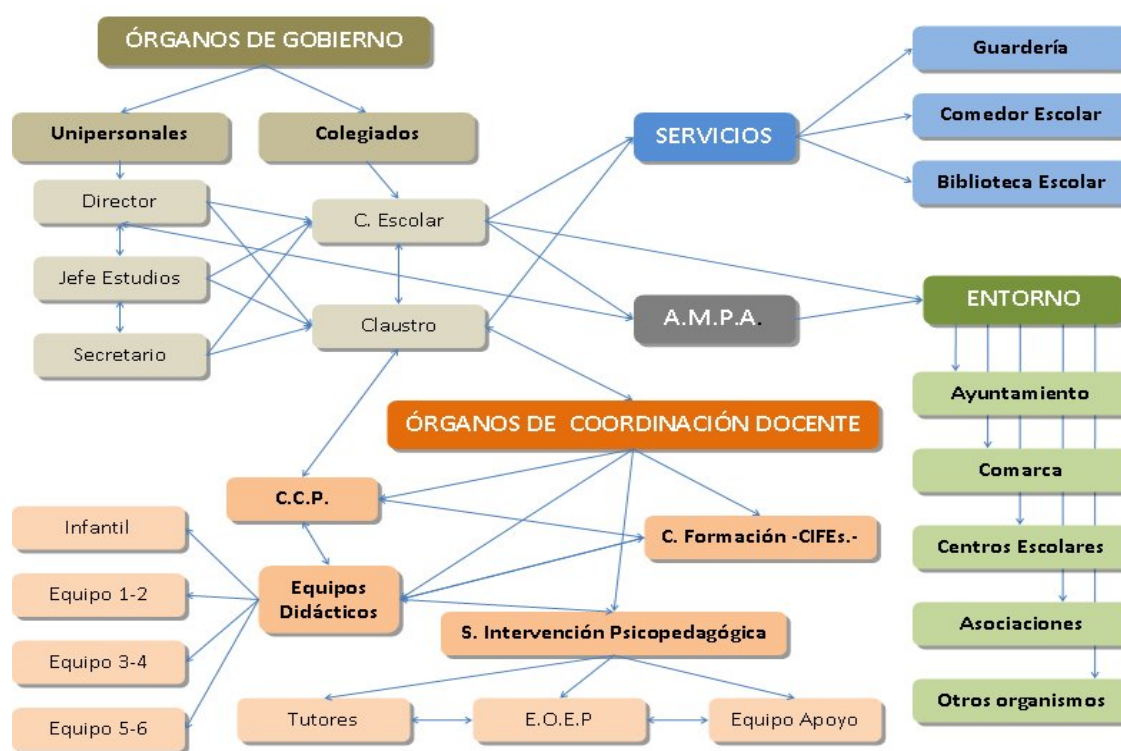 ÓRGANOS DE GOBIERNO
Unipersonales
Colegiados
Director
Jefe Estudios
Secretario
C. Escolar
Claustro
SERVICIOS
Guardería
Comedor Escolar
Biblioteca Escolar
A.M.P.A.
ENTORNO
Ayuntamiento
Comarca
Centros Escolares
Asociaciones
Otros organismos
ÓRGANOS DE COORDINACIÓN DOCENTE
C.C.P.
C. Formación -CIFEs.-
Equipos
Didácticos
Infantil
Equipo 1-2
Equipo 3-4
Equipo 5-6
S. Intervención Psicopedagógica
Tutores
E.O.E.P
Equipo Apoyo